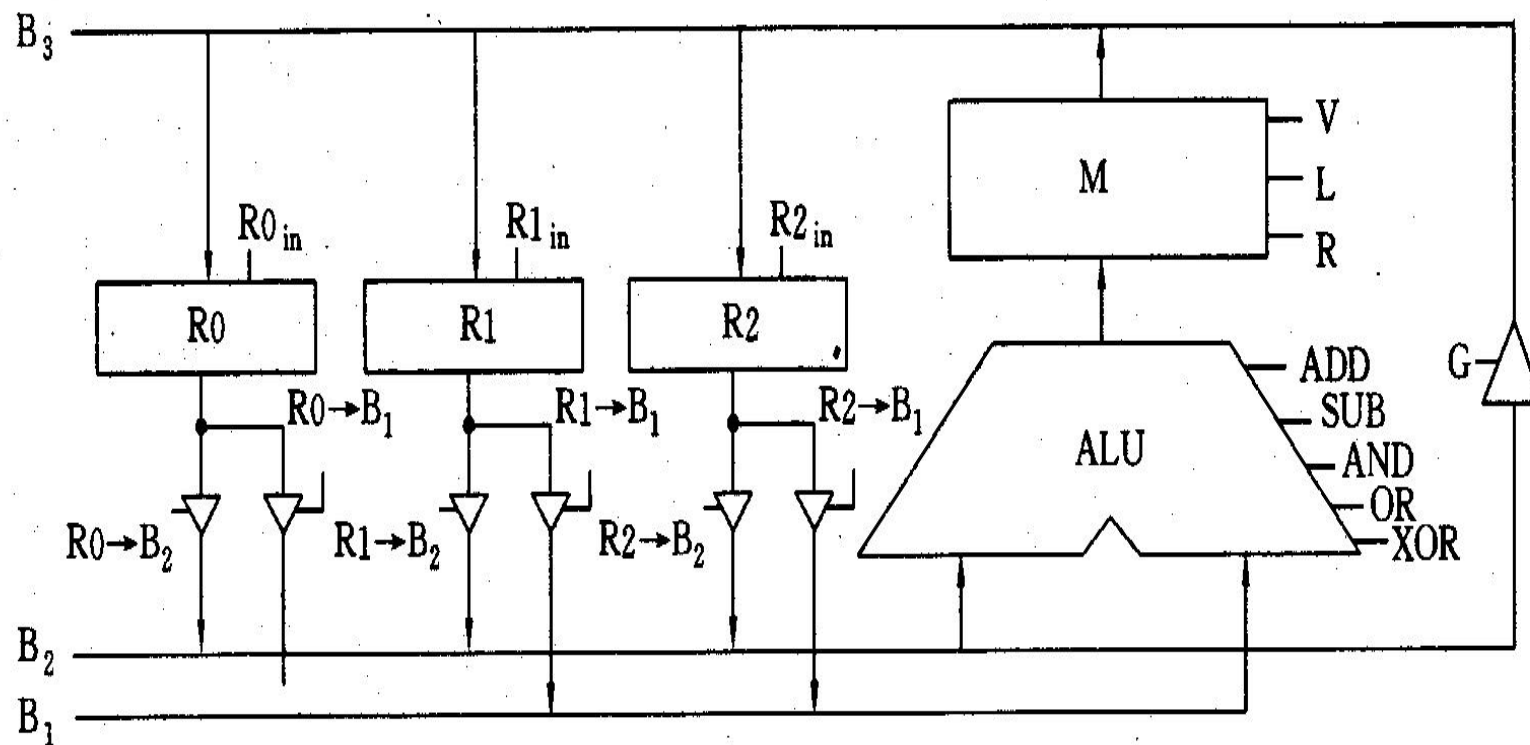 B₃
V
M
L
R
R0ᵢₙ
R1ᵢₙ
R2ᵢₙ
R0
R1
R2
G
ADD
SUB
ALU
AND
OR
XOR
R0→B₁
R1→B₁
R2→B₁
R0→B₂
R1→B₂
R2→B₂
B₂
B₁